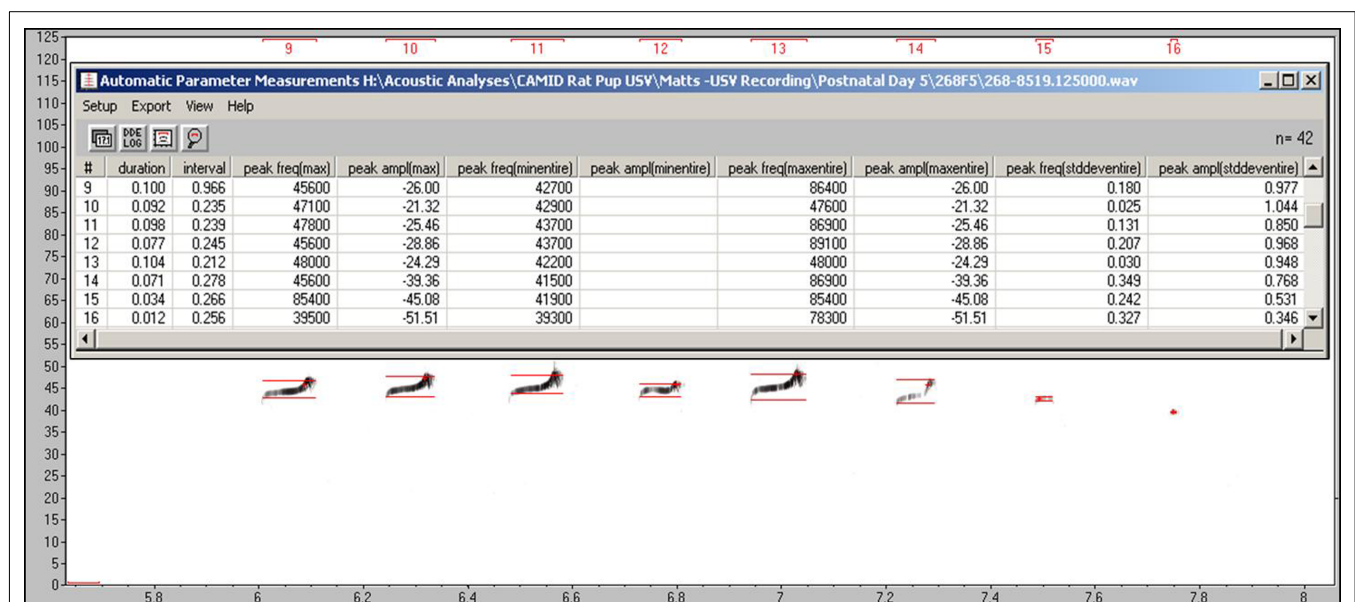 125
9 10 11 12 13 14 15 16
120
115
Automatic Parameter Measurements H:\Acoustic Analyses\CAMID Rat Pup USV\Matts -USV Recording\Postnatal Day 5\268F5\268-8519.125000.wav
110
Setup Export View Help
105
100
DDE LOG
n= 42
95
# duration interval peak freq(max) peak ampl(max) peak freq(minentire) peak ampl(minentire) peak freq(maxentire) peak ampl(maxentire) peak freq(stddeventire) peak ampl(stddeventire)
90
9 0.100 0.966 45600 -26.00 42700 86400 -26.00 0.180 0.977
10 0.092 0.235 47100 -21.32 42900 47600 -21.32 0.025 1.044
85
11 0.098 0.239 47800 -25.46 43700 86900 -25.46 0.131 0.850
80
12 0.077 0.245 45600 -28.86 43700 89100 -28.86 0.207 0.968
75
13 0.104 0.212 48000 -24.29 42200 48000 -24.29 0.030 0.948
70
14 0.071 0.278 45600 -39.36 41500 86900 -39.36 0.349 0.768
65
15 0.034 0.266 85400 -45.08 41900 85400 -45.08 0.242 0.531
60
16 0.012 0.256 39500 -51.51 39300 78300 -51.51 0.327 0.346
55
50
45
40
35
30
25
20
15
10
5
0
5.8 6 6.2 6.4 6.6 6.8 7 7.2 7.4 7.6 7.8 8